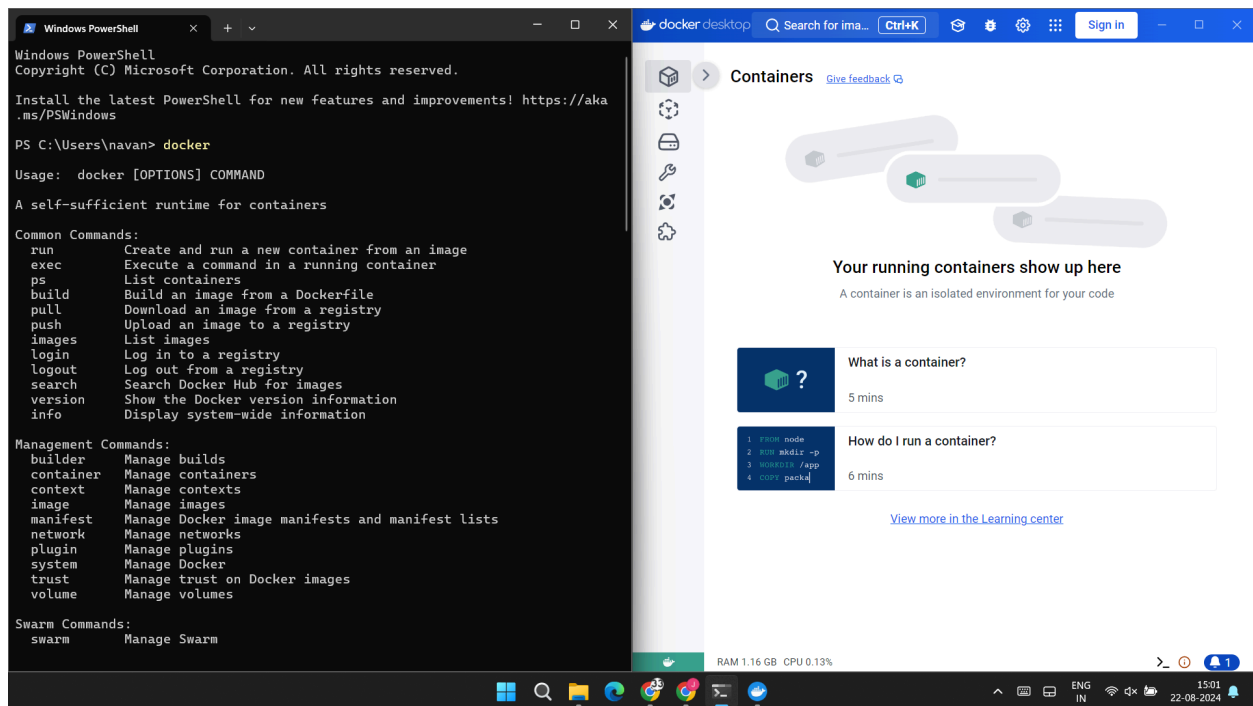 Windows PowerShell
Windows PowerShell
Copyright (C) Microsoft Corporation. All rights reserved.
Install the latest PowerShell for new features and improvements! https://aka
.ms/PSWindows
PS C:\Users\navan> docker
Usage:  docker [OPTIONS] COMMAND
A self-sufficient runtime for containers
Common Commands:
  run         Create and run a new container from an image
  exec        Execute a command in a running container
  ps          List containers
  build       Build an image from a Dockerfile
  pull        Download an image from a registry
  push        Upload an image to a registry
  images      List images
  login       Log in to a registry
  logout      Log out from a registry
  search      Search Docker Hub for images
  version     Show the Docker version information
  info        Display system-wide information
Management Commands:
  builder     Manage builds
  container   Manage containers
  context     Manage contexts
  image       Manage images
  manifest    Manage Docker image manifests and manifest lists
  network     Manage networks
  plugin      Manage plugins
  system      Manage Docker
  trust       Manage trust on Docker images
  volume      Manage volumes
Swarm Commands:
  swarm       Manage Swarm
docker desktop Search for ima... Ctrl+K Sign in
Containers Give feedback
Your running containers show up here
A container is an isolated environment for your code
?
What is a container?
5 mins
1 FROM node
2 RUN mkdir -p
3 WORKDIR /app
4 COPY packa
How do I run a container?
6 mins
View more in the Learning center
RAM 1.16 GB CPU 0.13%
1
33
ENG
IN
15:01
22-08-2024